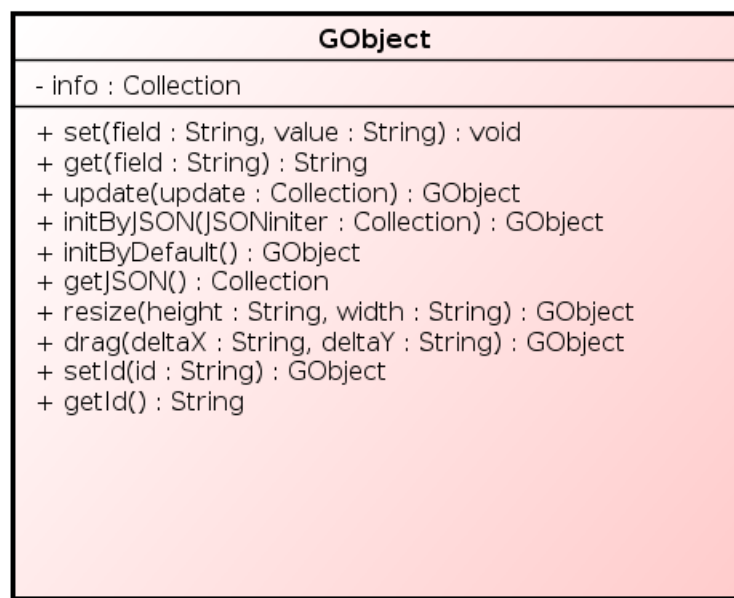 GObject
- info : Collection
+ set(field : String, value : String) : void
+ get(field : String) : String
+ update(update : Collection) : GObject
+ initByJSON(JSONiniter : Collection) : GObject
+ initByDefault() : GObject
+ getJSON() : Collection
+ resize(height : String, width : String) : GObject
+ drag(deltaX : String, deltaY : String) : GObject
+ setId(id : String) : GObject
+ getId() : String